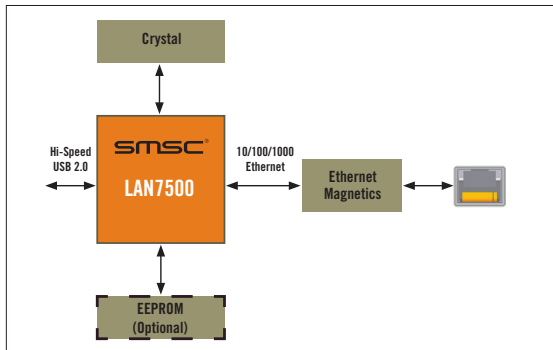 Crystal
Hi-Speed
USB 2.0
smsc®
LAN7500
10/100/1000
Ethernet
Ethernet
Magnetics
EEPROM
(Optional)